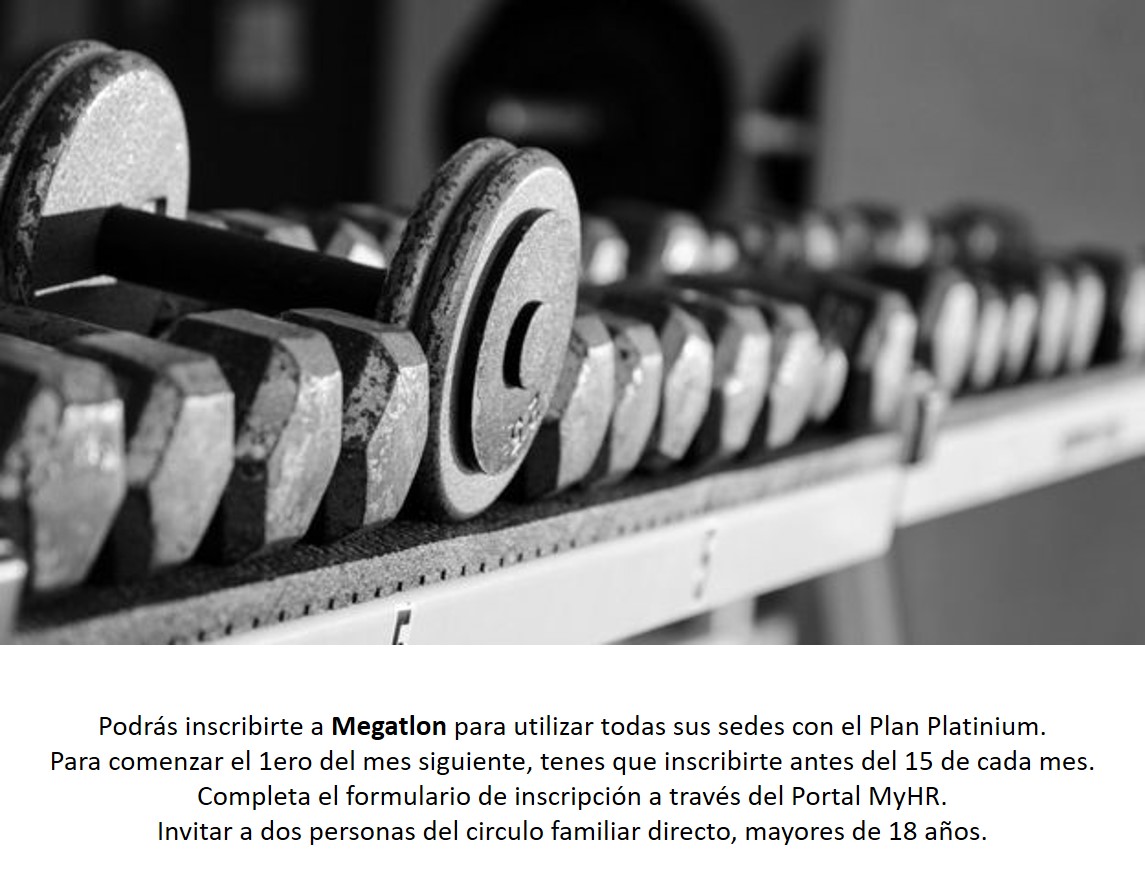 Podrás inscribirte a Megatlon para utilizar todas sus sedes con el Plan Platinium.
Para comenzar el 1ero del mes siguiente, tenes que inscribirte antes del 15 de cada mes.
Completa el formulario de inscripción a través del Portal MyHR.
Invitar a dos personas del circulo familiar directo, mayores de 18 años.